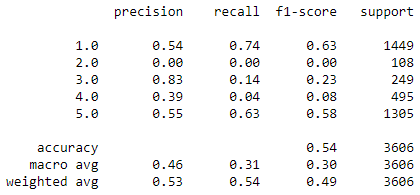 precision recall f1-score support
1.0 0.54 0.74 0.63 1449
2.0 0.00 0.00 0.00 108
3.0 0.83 0.14 0.23 249
4.0 0.39 0.04 0.08 495
5.0 0.55 0.63 0.58 1305
accuracy 0.54 3606
macro avg 0.46 0.31 0.30 3606
weighted avg 0.53 0.54 0.49 3606